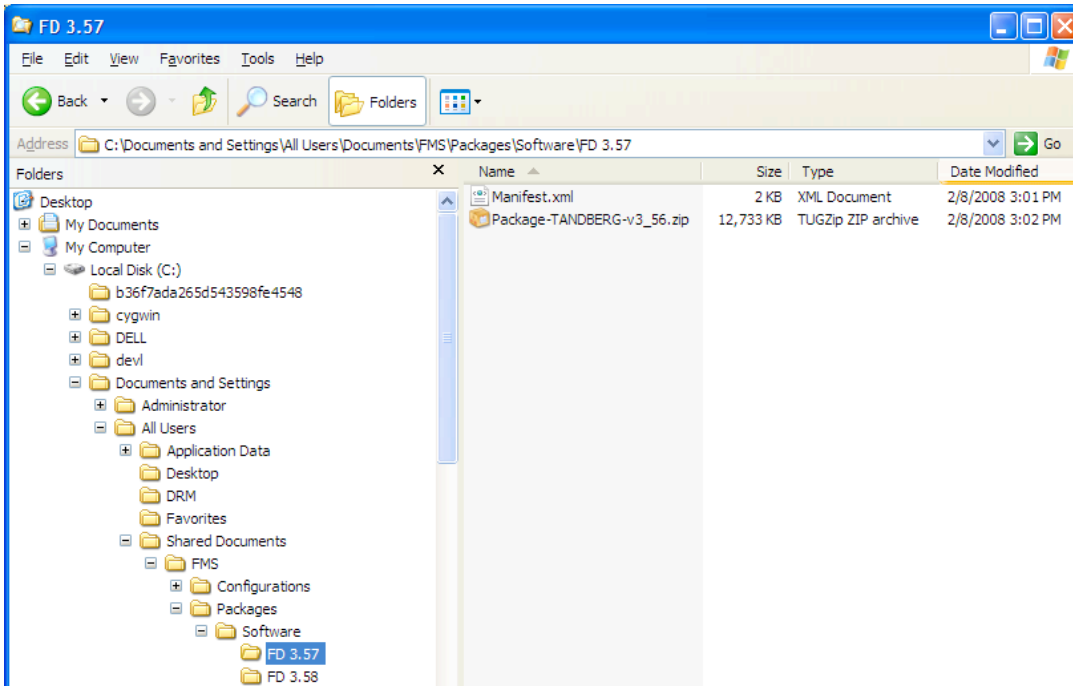 FD 3.57
File Edit View Favorites Tools Help
Back Search Folders
Address C:\Documents and Settings\All Users\Documents\FMS\Packages\Software\FD 3.57 Go
Folders x Name Size Type Date Modified
Desktop Manifest.xml 2 KB XML Document 2/8/2008 3:01 PM
My Documents Package-TANDBERG-v3_56.zip 12,733 KB TUGZip ZIP archive 2/8/2008 3:02 PM
My Computer
Local Disk (C:)
b36f7ada265d543598fe4548
cygwin
DELL
devl
Documents and Settings
Administrator
All Users
Application Data
Desktop
DRM
Favorites
Shared Documents
FMS
Configurations
Packages
Software
FD 3.57
FD 3.58